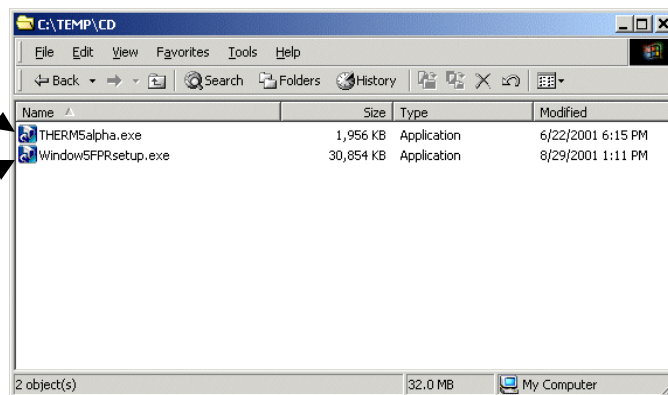 C:\TEMP\CD
File Edit View Favorites Tools Help
Back Search Folders History
Name Size Type Modified
THERM5alpha.exe 1,956 KB Application 6/22/2001 6:15 PM
Window5FPRsetup.exe 30,854 KB Application 8/29/2001 1:11 PM
2 object(s) 32.0 MB My Computer